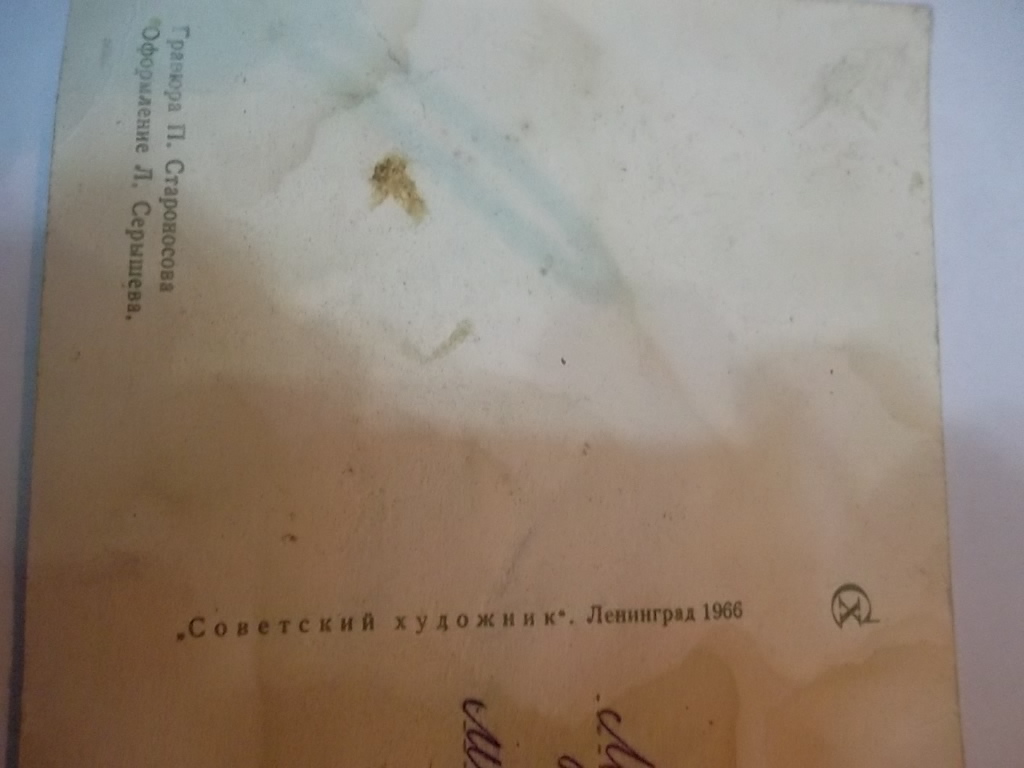 Гравюра П. Староносова
Оформление Л. Серышева.
„Советский художник“. Ленинград 1966